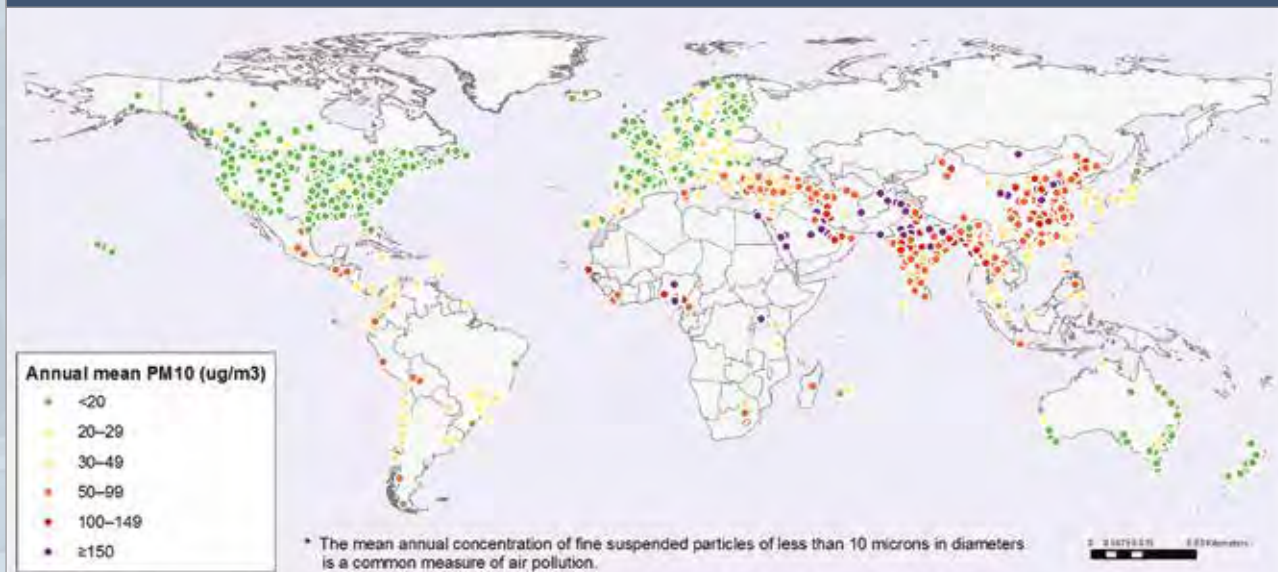 Annual mean PM10 (ug/m3)
<20
20–29
30–49
50–99
100–149
≥150
* The mean annual concentration of fine suspended particles of less than 10 microns in diameters
is a common measure of air pollution.